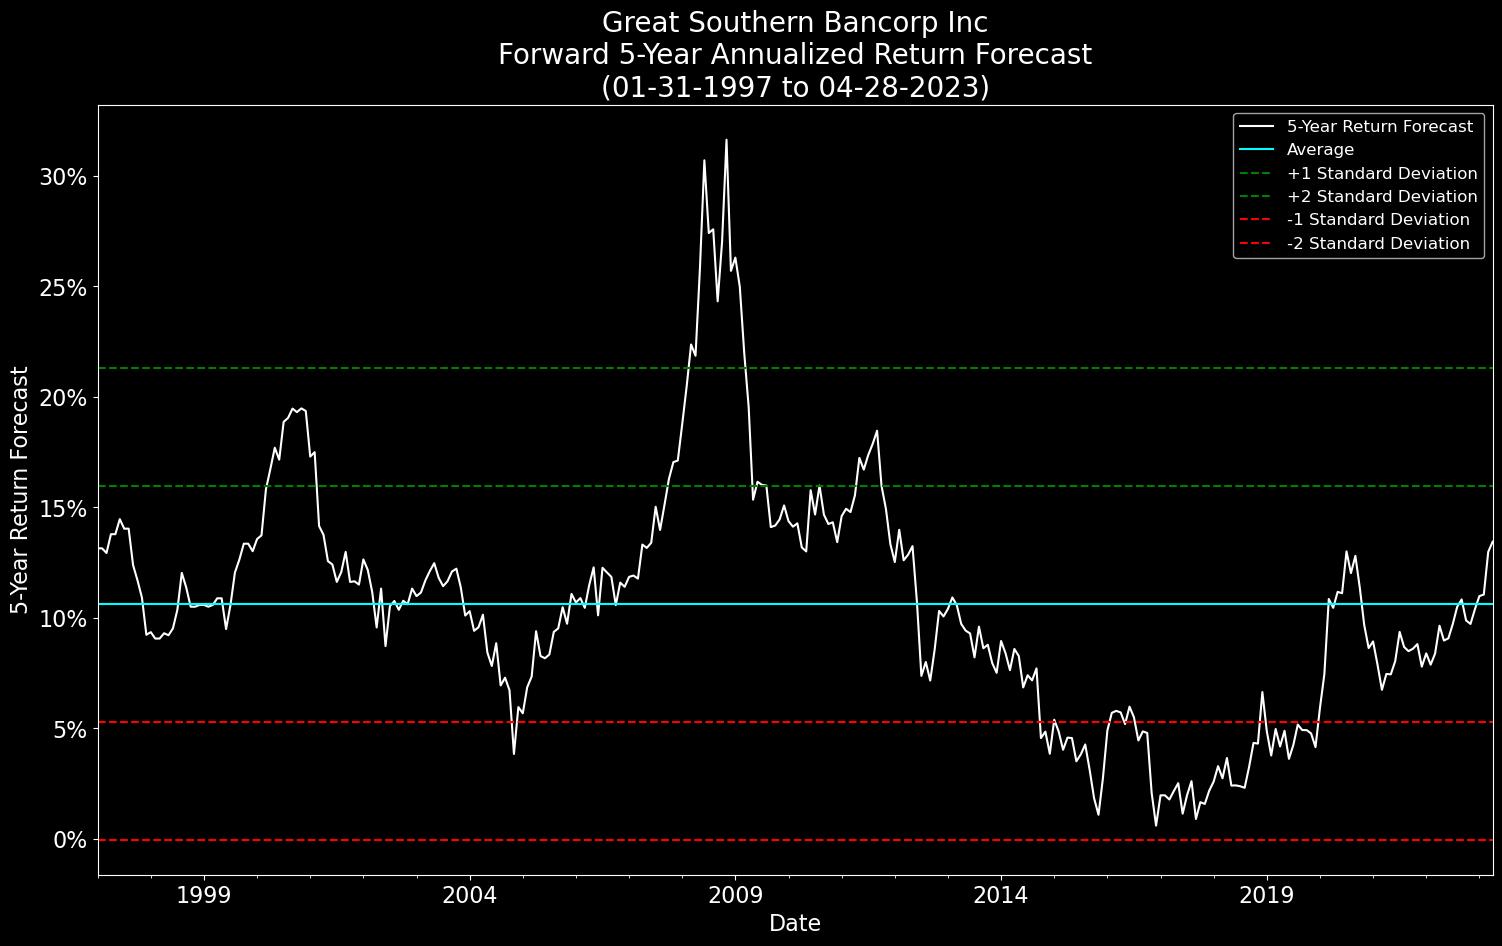 Great Southern Bancorp Inc
Forward 5-Year Annualized Return Forecast
(01-31-1997 to 04-28-2023)
5-Year Return Forecast
Average
+1 Standard Deviation
+2 Standard Deviation
-1 Standard Deviation
-2 Standard Deviation
5-Year Return Forecast
30%
25%
20%
15%
10%
5%
0%
1999
2004
2009
2014
2019
Date